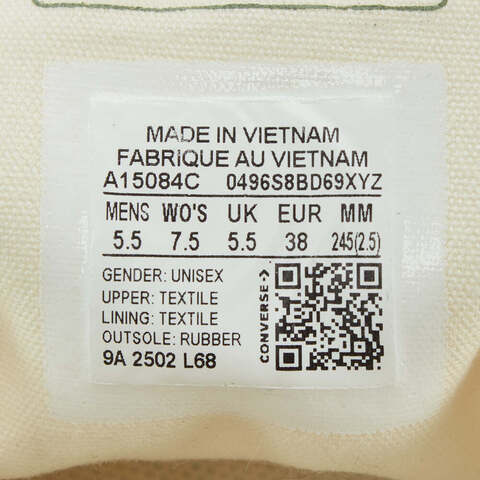 MADE IN VIETNAM
FABRIQUE AU VIETNAM
A15084C 0496S8BD69XYZ
MENS WO'S UK EUR MM
5.5 7.5 5.5 38 245(2.5)
GENDER: UNISEX
UPPER: TEXTILE
LINING: TEXTILE
OUTSOLE: RUBBER
9A 2502 L68
CONVERSE